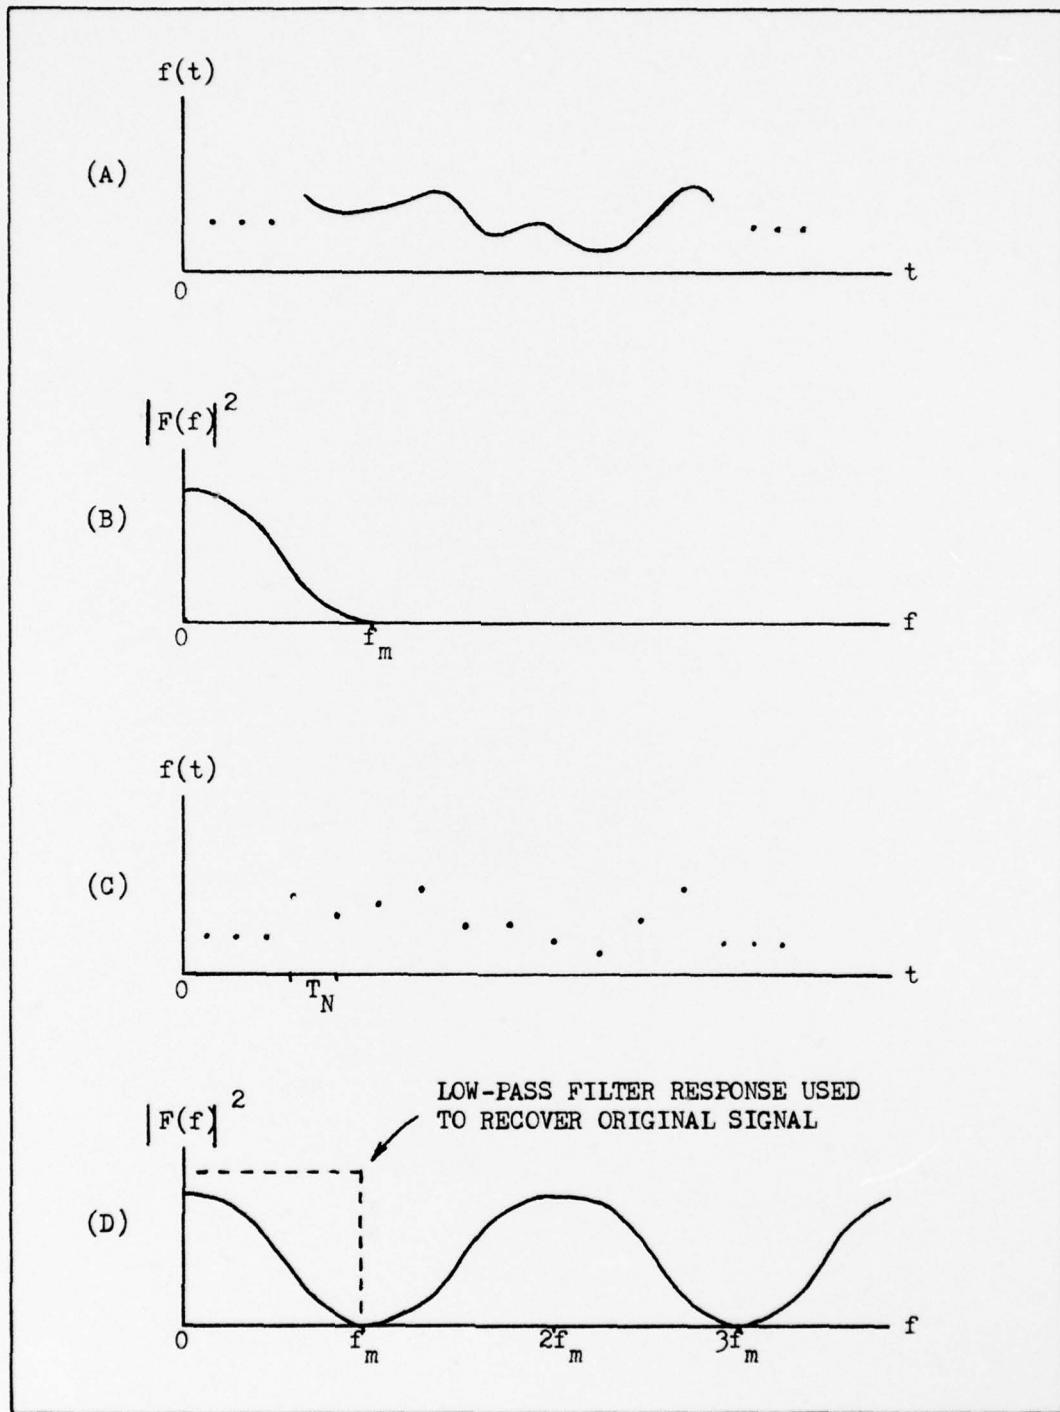 f(t)
(A)
0
t
|F(f)|²
(B)
0
f_m
f
f(t)
(C)
0
T_N
t
LOW-PASS FILTER RESPONSE USED
TO RECOVER ORIGINAL SIGNAL
|F(f)|²
(D)
0
f_m
2f_m
3f_m
f